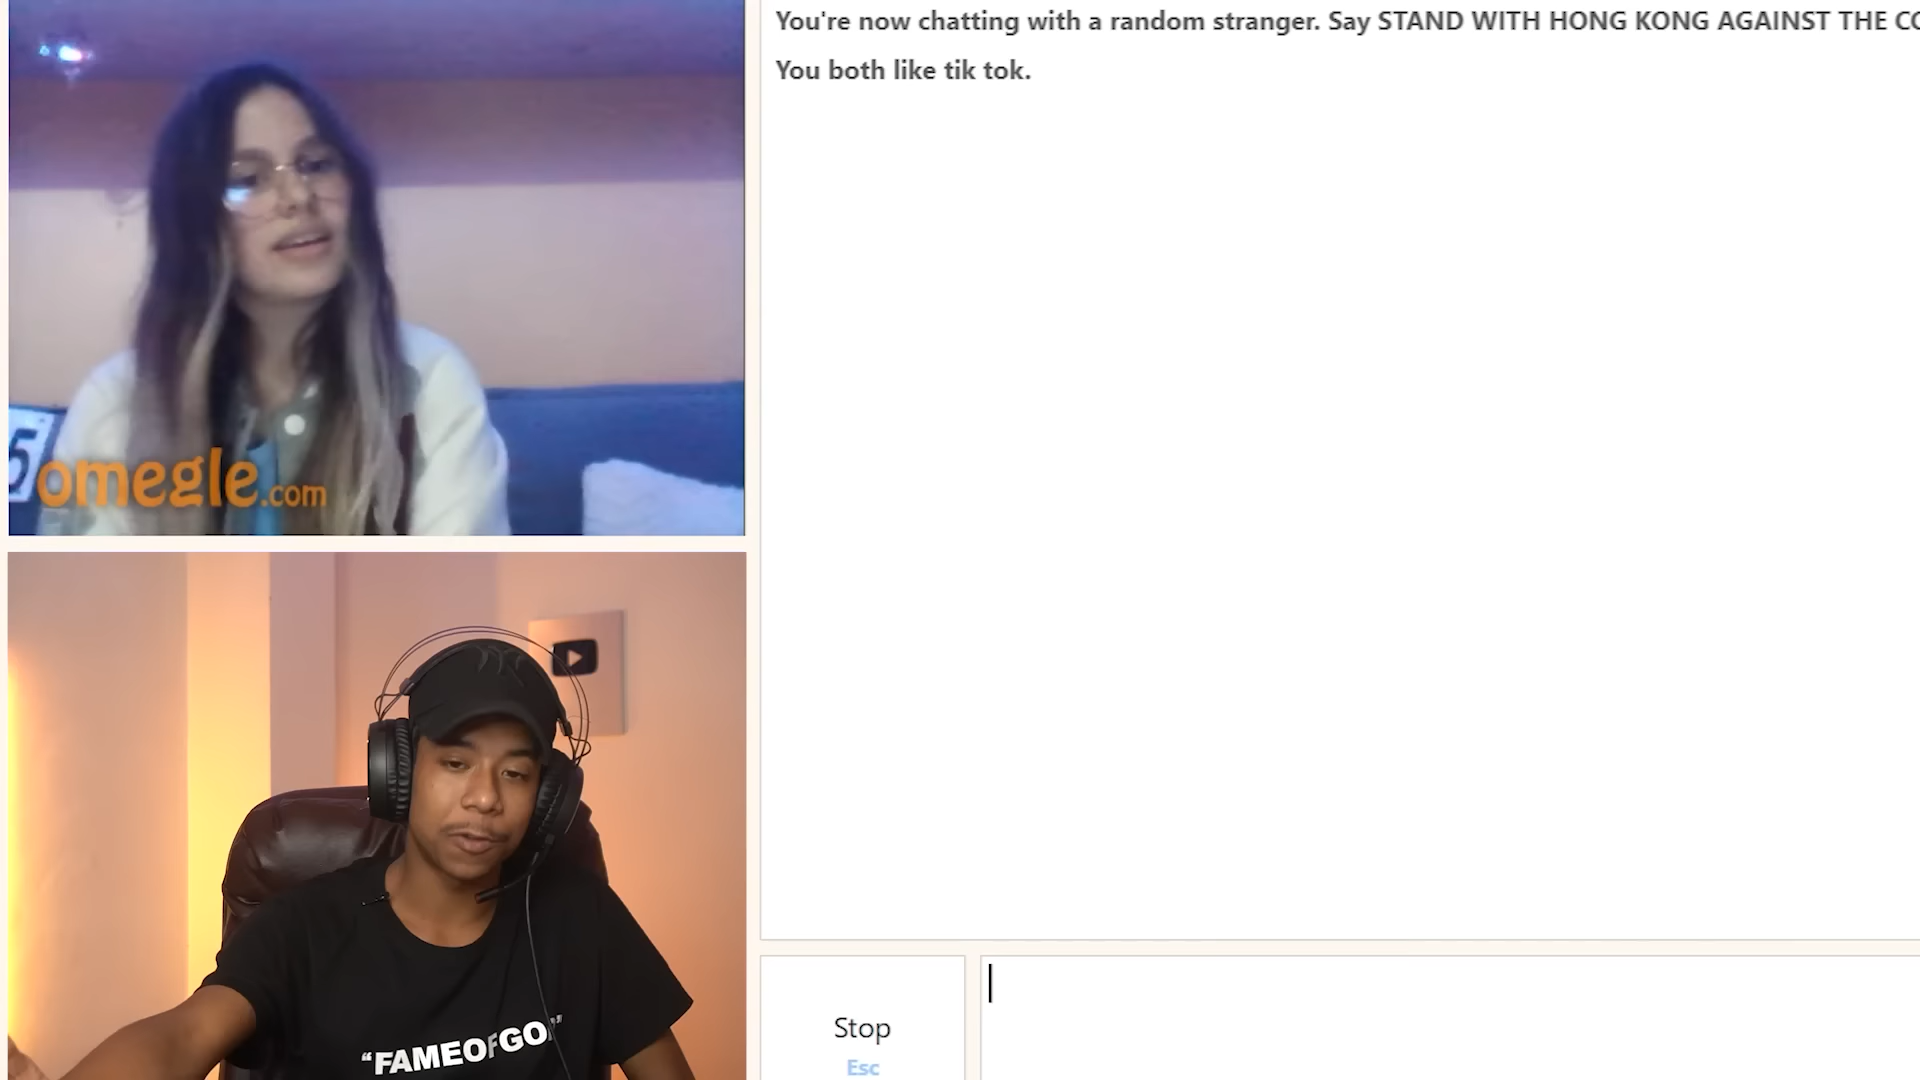 You're now chatting with a random stranger. Say STAND WITH HONG KONG AGAINST THE
You both like tik tok.
5
omegle.com
"FAMEOFGO
Stop
Esc